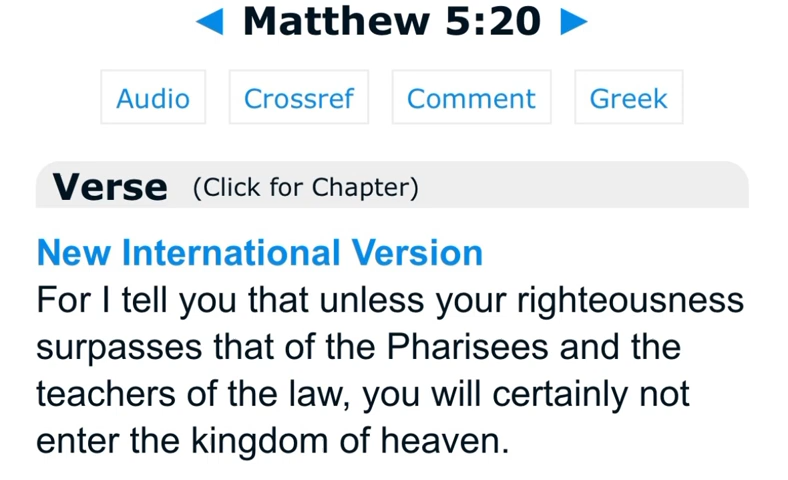 ◄ Matthew 5:20 ►
Audio Crossref Comment Greek
Verse (Click for Chapter)
New International Version
For I tell you that unless your righteousness
surpasses that of the Pharisees and the
teachers of the law, you will certainly not
enter the kingdom of heaven.